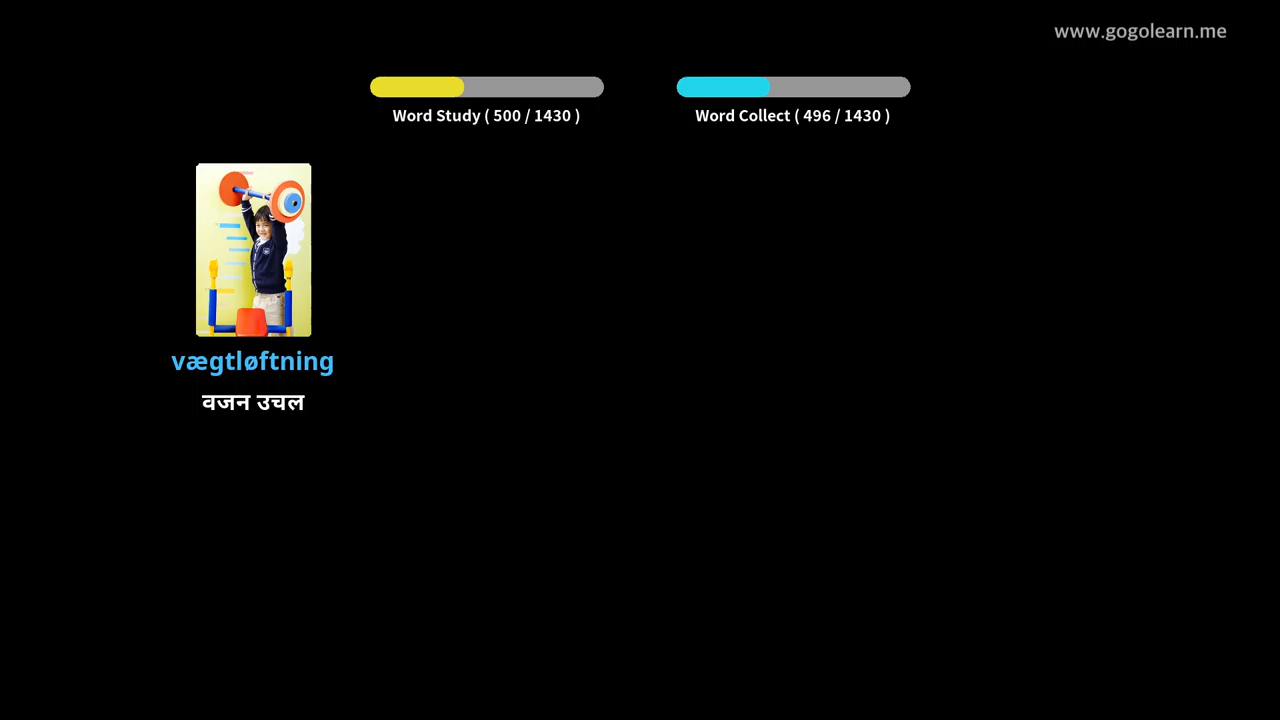 www.gogolearn.me
Word Study ( 500 / 1430 )
Word Collect ( 496 / 1430 )
vægtløftning
वजन उचल